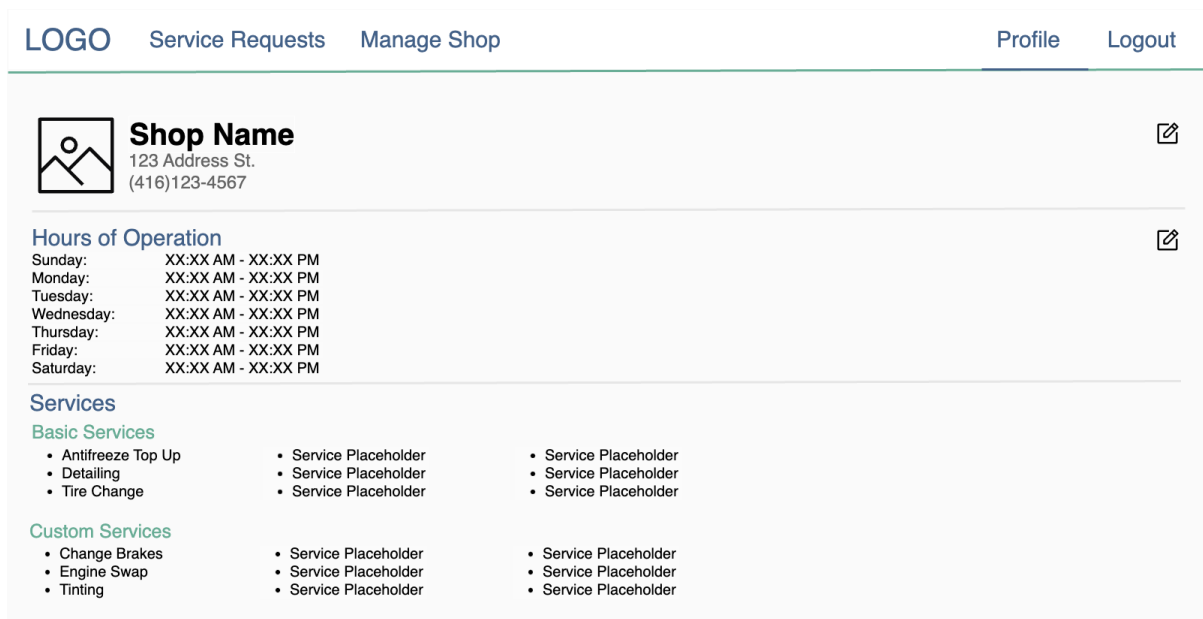 LOGO Service Requests Manage Shop Profile Logout
Shop Name
123 Address St.
(416)123-4567
Hours of Operation
Sunday: XX:XX AM - XX:XX PM
Monday: XX:XX AM - XX:XX PM
Tuesday: XX:XX AM - XX:XX PM
Wednesday: XX:XX AM - XX:XX PM
Thursday: XX:XX AM - XX:XX PM
Friday: XX:XX AM - XX:XX PM
Saturday: XX:XX AM - XX:XX PM
Services
Basic Services
• Antifreeze Top Up • Service Placeholder • Service Placeholder
• Detailing • Service Placeholder • Service Placeholder
• Tire Change • Service Placeholder • Service Placeholder
Custom Services
• Change Brakes • Service Placeholder • Service Placeholder
• Engine Swap • Service Placeholder • Service Placeholder
• Tinting • Service Placeholder • Service Placeholder